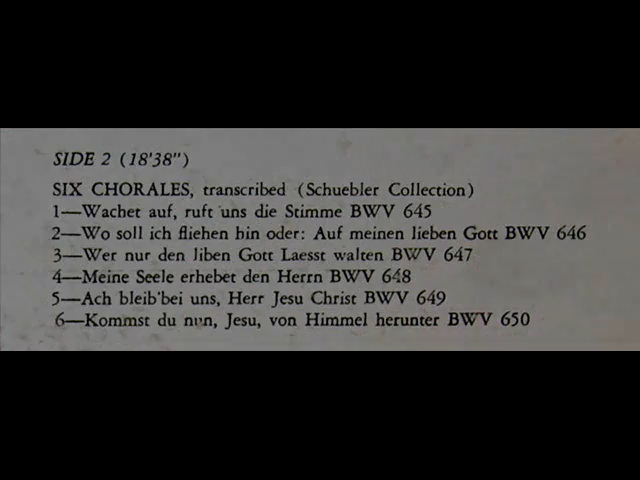 SIDE 2 (18'38")
SIX CHORALES, transcribed (Schuebler Collection)
1—Wachet auf, ruft uns die Stimme BWV 645
2—Wo soll ich fliehen hin oder: Auf meinen lieben Gott BWV 646
3—Wer nur den liben Gott Laesst walten BWV 647
4—Meine Seele erhebet den Herrn BWV 648
5—Ach bleib'bei uns, Herr Jesu Christ BWV 649
6—Kommst du nun, Jesu, von Himmel herunter BWV 650